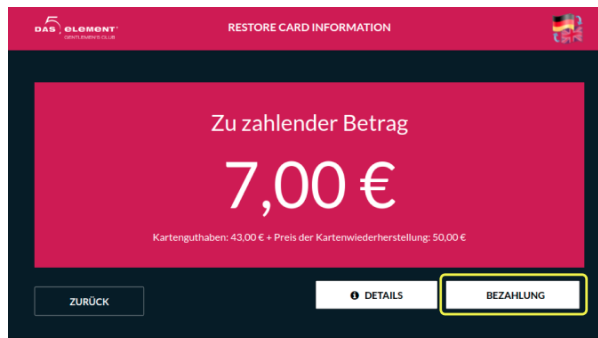 DAS 5. ELEMENT
GENTLEMEN'S CLUB
RESTORE CARD INFORMATION
Zu zahlender Betrag
7,00 €
Kartenguthaben: 43,00 € + Preis der Kartenwiederherstellung: 50,00 €
ZURÜCK
DETAILS
BEZAHLUNG